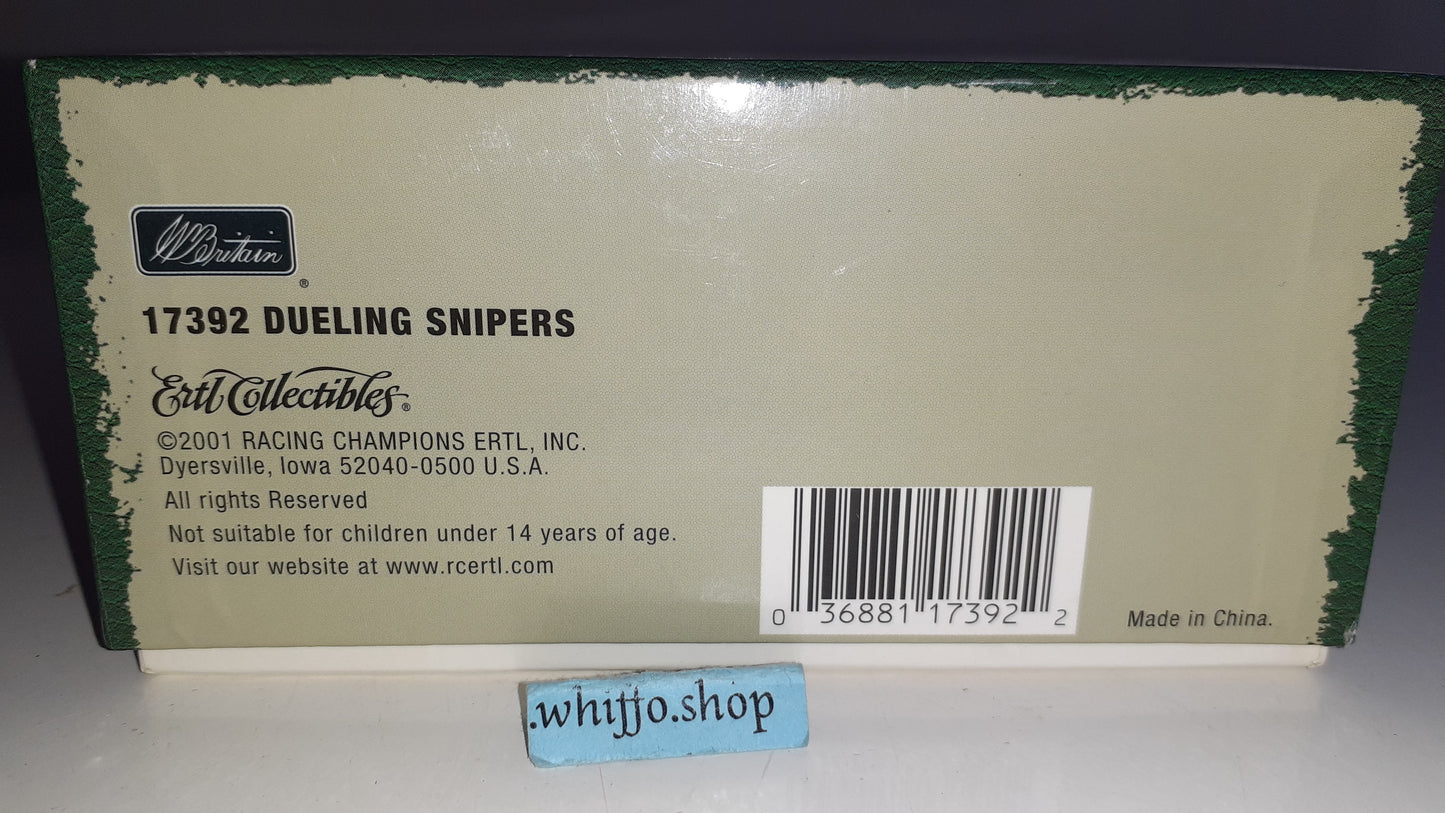 WBritain
®
17392 DUELING SNIPERS
Ertl Collectibles®
©2001 RACING CHAMPIONS ERTL, INC.
Dyersville, Iowa 52040-0500 U.S.A.
All rights Reserved
Not suitable for children under 14 years of age.
Visit our website at www.rcertl.com
0 36881 17392 2
Made in China.
.whiffo.shop